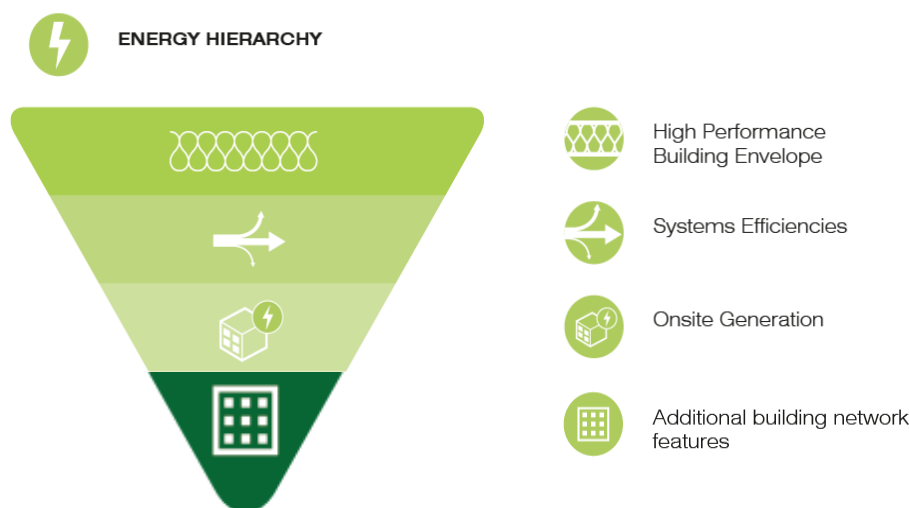 ENERGY HIERARCHY
High Performance
Building Envelope
Systems Efficiencies
Onsite Generation
Additional building network
features